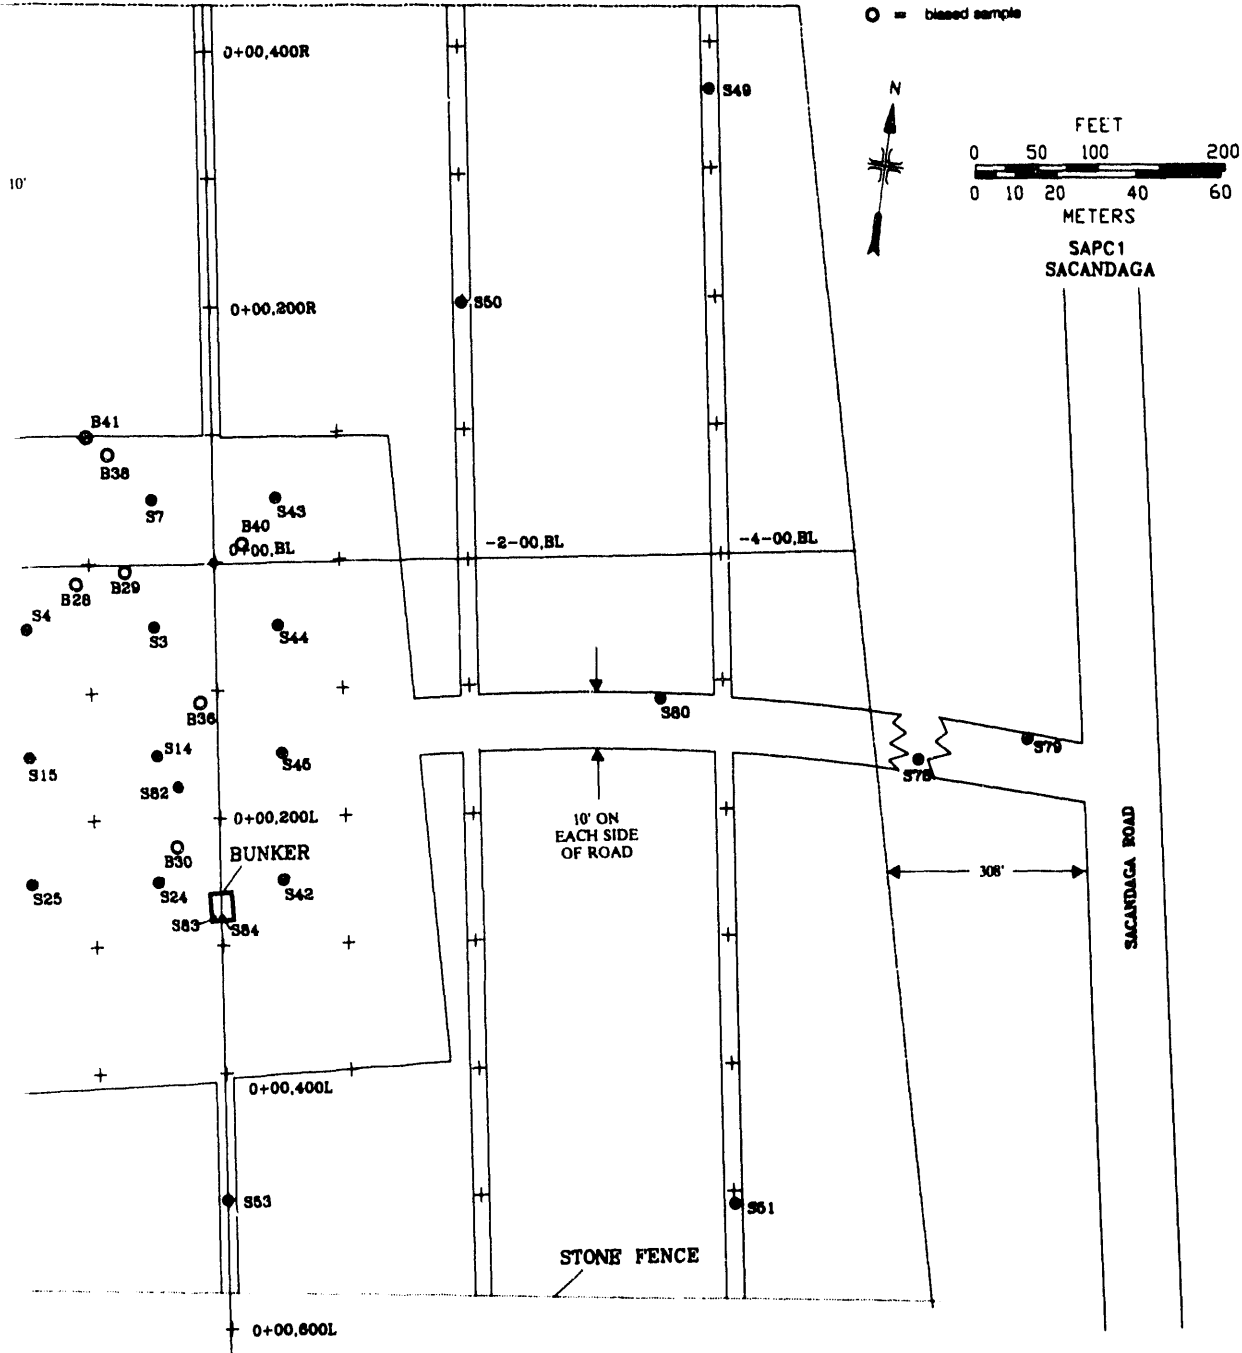 O = biased sample
0+00,400R
S49
N
FEET
0 50 100 200
0 10 20 40 60
METERS
SAPC1
SACANDAGA
10'
0+00,200R
S50
B41
B38
S7
S43
B40
0+00,BL
-2-00,BL
-4-00,BL
B29
B28
S4
S3
S44
B36
S80
S79
S14
S45
S15
S78
S82
0+00,200L
10' ON
EACH SIDE
OF ROAD
B30
BUNKER
308'
S25
S24
S42
S83
S84
SACANDAGA ROAD
0+00,400L
S53
S51
STONE FENCE
0+00,600L